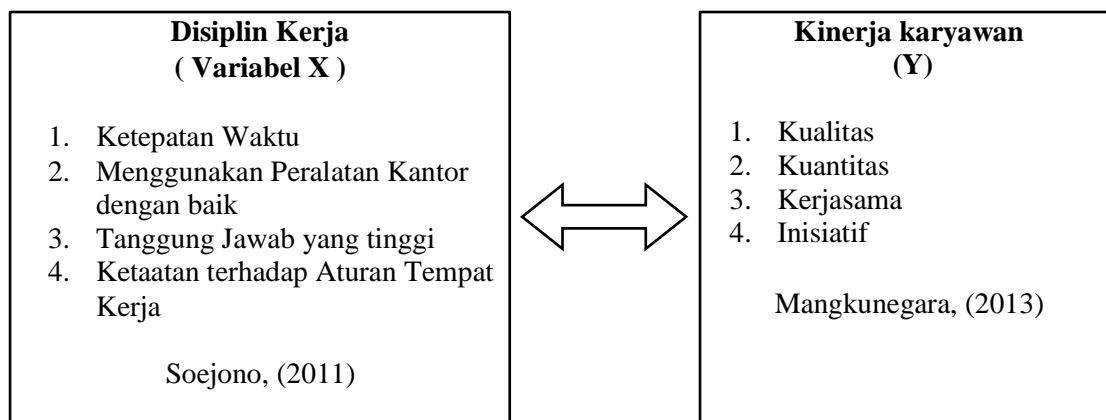 Disiplin Kerja
( Variabel X )
1. Ketepatan Waktu
2. Menggunakan Peralatan Kantor
dengan baik
3. Tanggung Jawab yang tinggi
4. Ketaatan terhadap Aturan Tempat
Kerja
Soejono, (2011)
Kinerja karyawan
(Y)
1. Kualitas
2. Kuantitas
3. Kerjasama
4. Inisiatif
Mangkunegara, (2013)